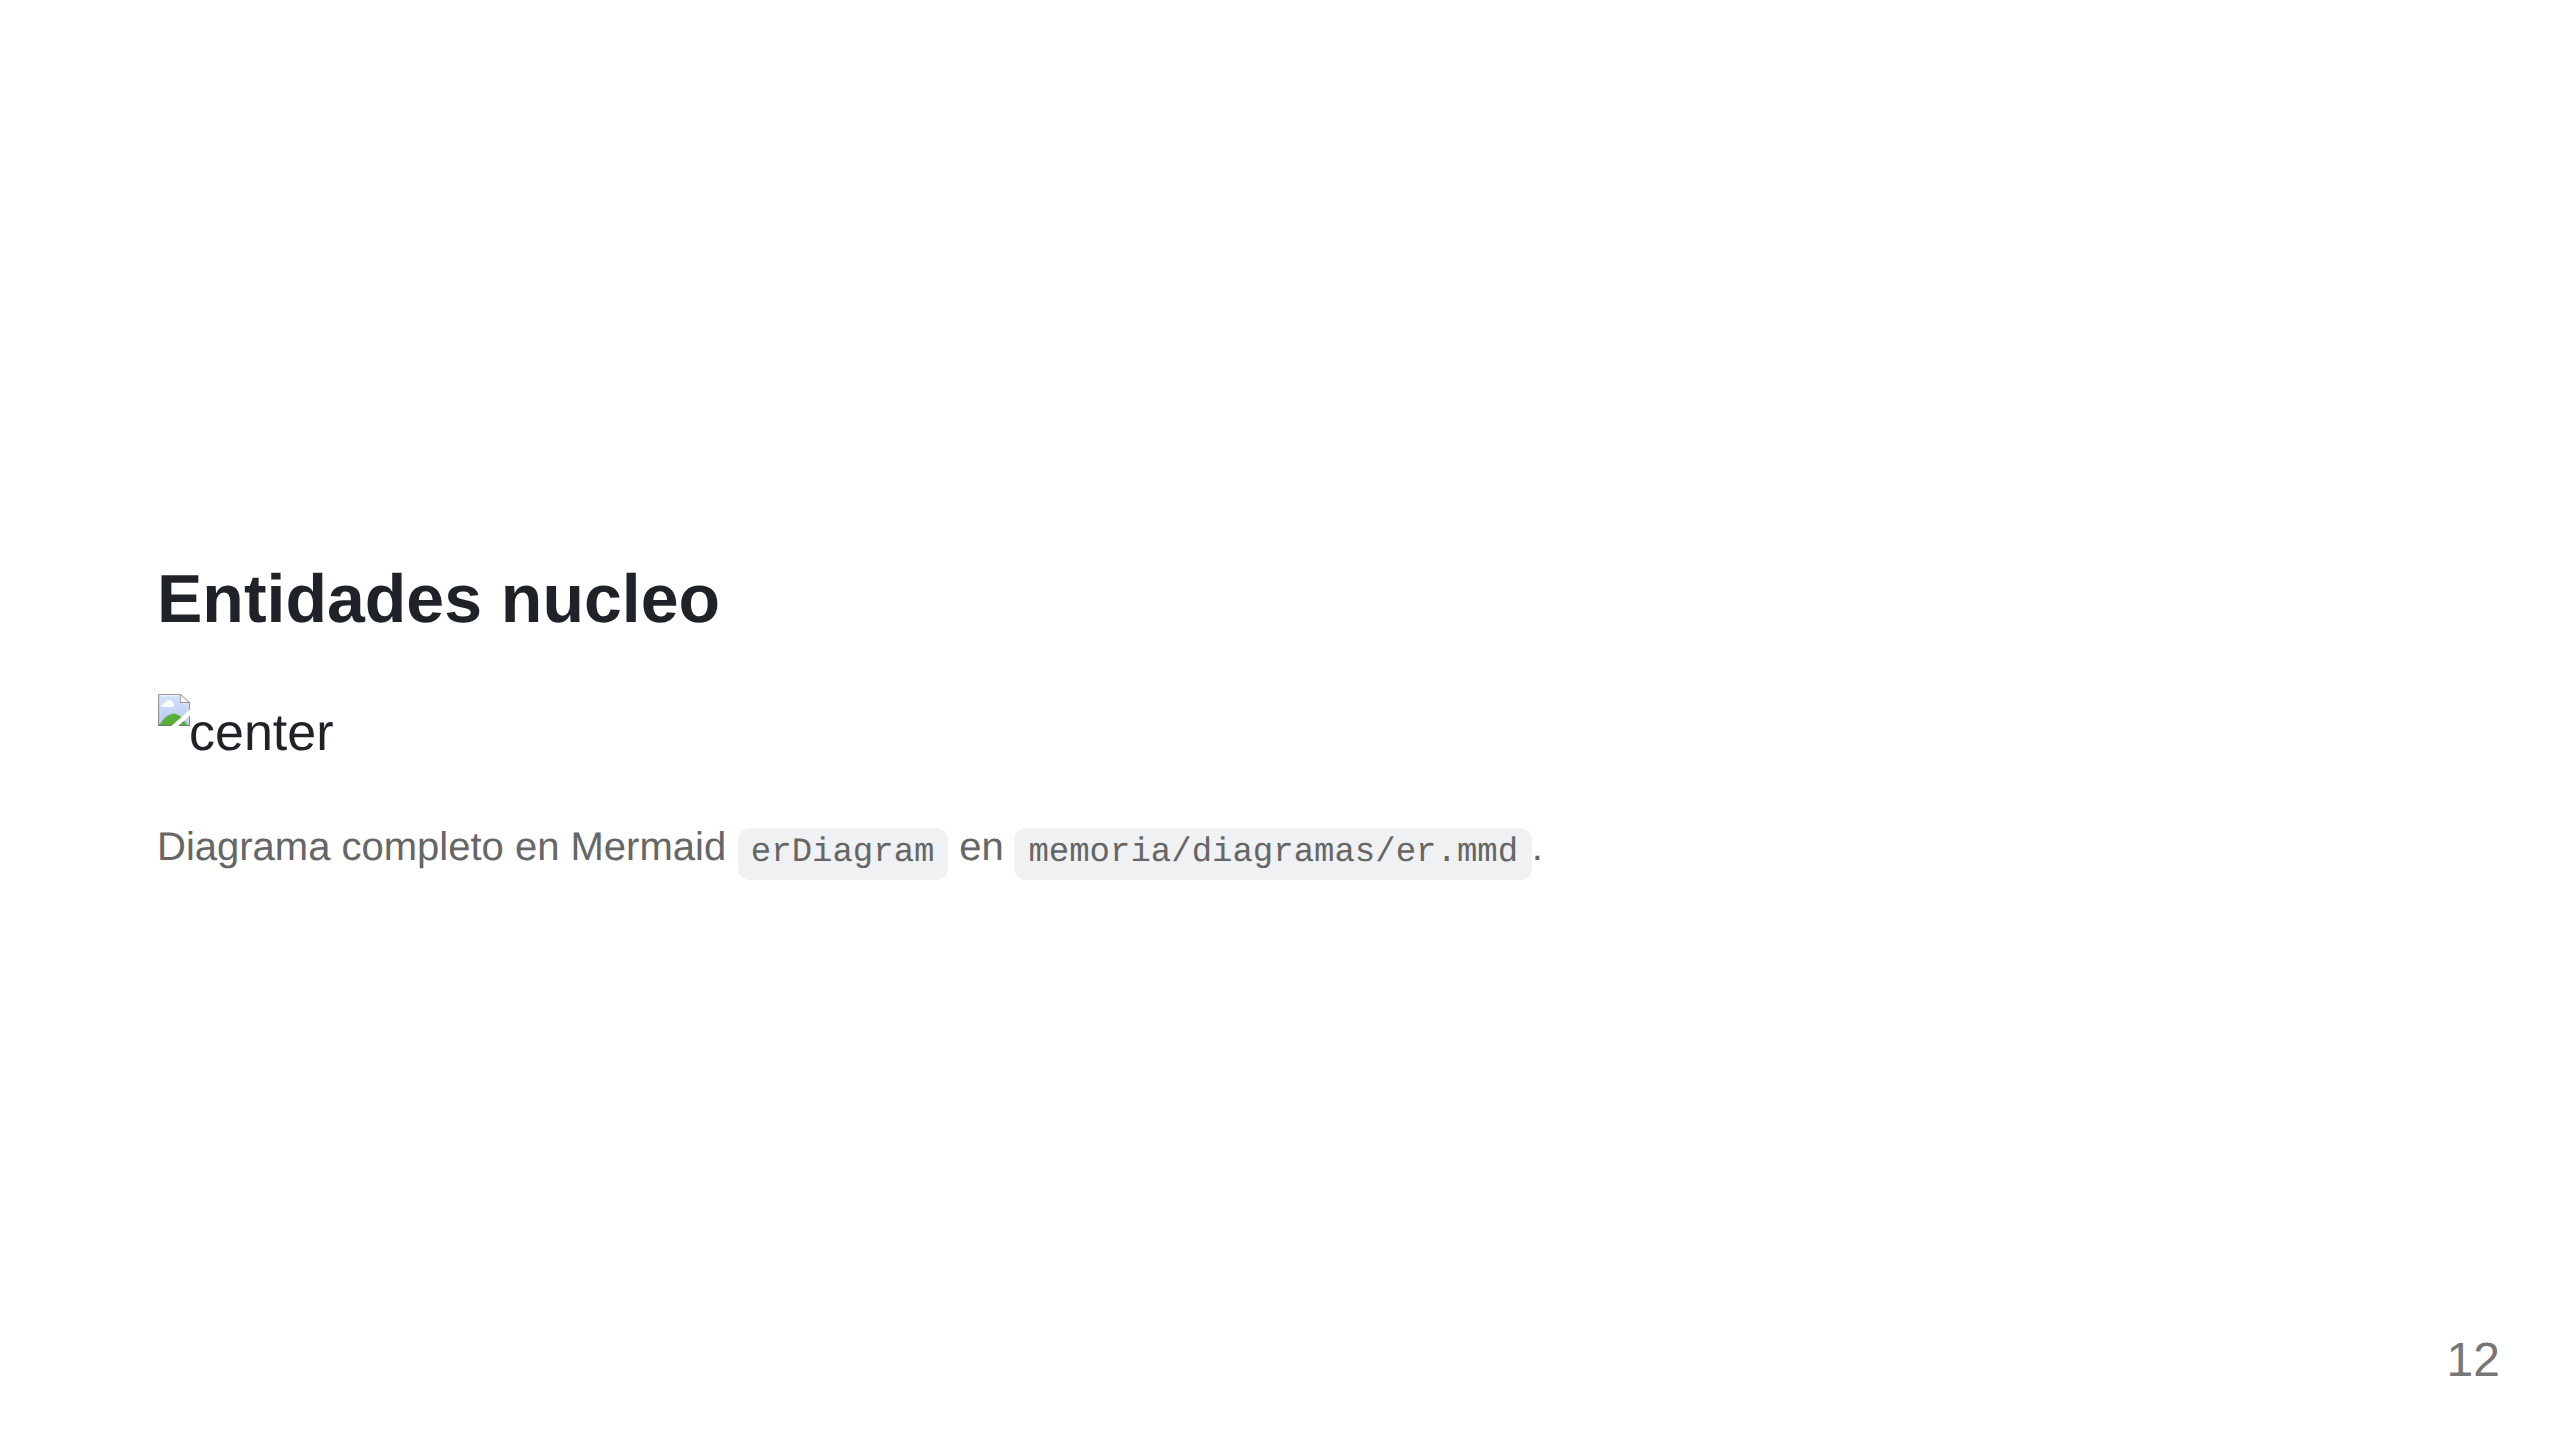 Entidades nucleo
center
Diagrama completo en Mermaid erDiagram en memoria/diagramas/er.mmd.
12